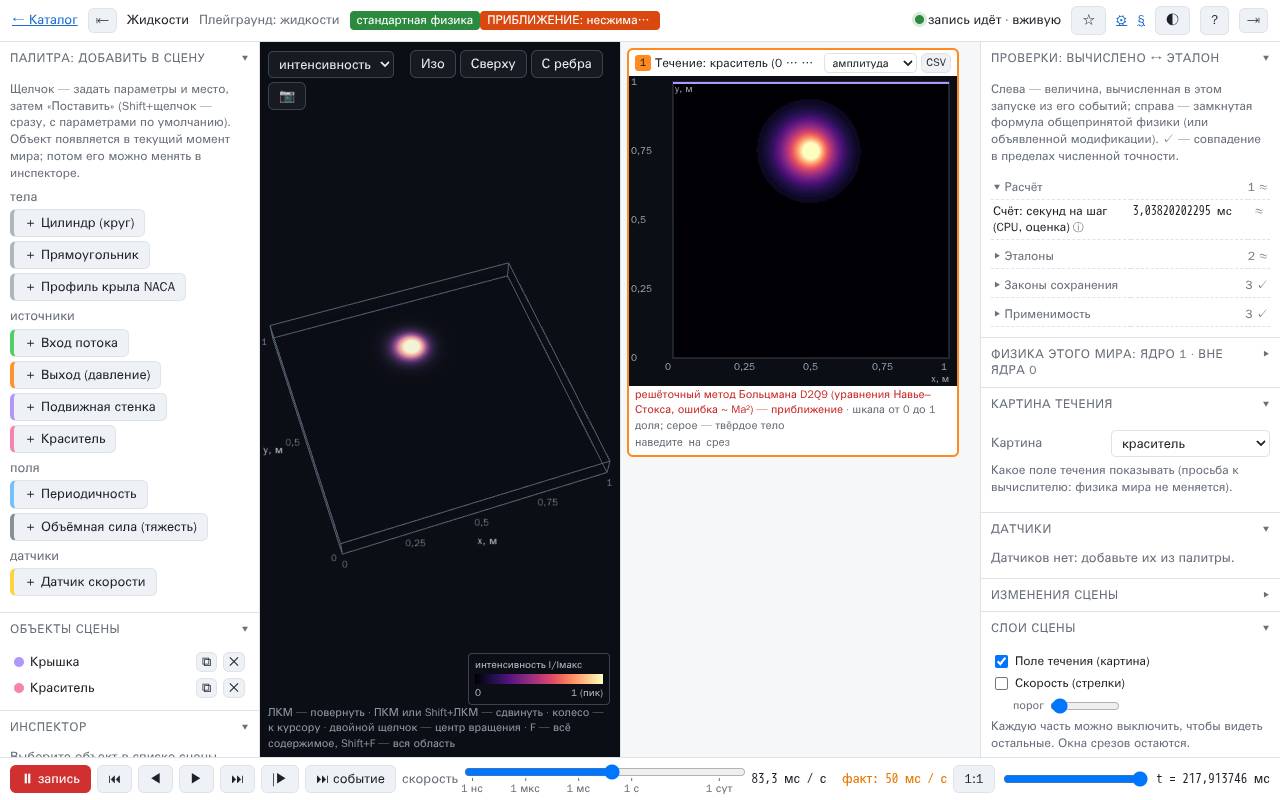 ← Каталог
⇤
Жидкости
Плейграунд: жидкости
стандартная физика
ПРИБЛИЖЕНИЕ: несжима…
запись идёт · вживую
☆
⚙
§
◐
?
⇥
ПАЛИТРА: ДОБАВИТЬ В СЦЕНУ
Щелчок — задать параметры и место,
затем «Поставить» (Shift+щелчок —
сразу, с параметрами по умолчанию).
Объект появляется в текущий момент
мира; потом его можно менять в
инспекторе.
тела
+ Цилиндр (круг)
+ Прямоугольник
+ Профиль крыла NACA
источники
+ Вход потока
+ Выход (давление)
+ Подвижная стенка
+ Краситель
поля
+ Периодичность
+ Объёмная сила (тяжесть)
датчики
+ Датчик скорости
ОБЪЕКТЫ СЦЕНЫ
Крышка
Краситель
ИНСПЕКТОР
Выберите объект в списке сцены
интенсивность
Изо
Сверху
С ребра
1
y, м
0,5
0
0
0,25
0,5
x, м
0,75
1
интенсивность I/Iмакс
0
1 (пик)
ЛКМ — повернуть · ПКМ или Shift+ЛКМ — сдвинуть · колесо —
к курсору · двойной щелчок — центр вращения · F — всё
содержимое, Shift+F — вся область
1
Течение: краситель (0 ⋯ ⋯
амплитуда
CSV
1
y, м
0,75
0,5
0,25
0
0
0,25
0,5
0,75
1
x, м
решёточный метод Больцмана D2Q9 (уравнения Навье–
Стокса, ошибка ~ Ma²) — приближение · шкала от 0 до 1
доля; серое — твёрдое тело
наведите на срез
ПРОВЕРКИ: ВЫЧИСЛЕНО ↔ ЭТАЛОН
Слева — величина, вычисленная в этом
запуске из его событий; справа — замкнутая
формула общепринятой физики (или
объявленной модификации). ✓ — совпадение
в пределах численной точности.
Расчёт 1 ≈
Счёт: секунд на шаг 3,03820202295 мс ≈
(CPU, оценка) ⓘ
Эталоны 2 ≈
Законы сохранения 3 ✓
Применимость 3 ✓
ФИЗИКА ЭТОГО МИРА: ЯДРО 1 · ВНЕ
ЯДРА 0
КАРТИНА ТЕЧЕНИЯ
Картина краситель
Какое поле течения показывать (просьба к
вычислителю: физика мира не меняется).
ДАТЧИКИ
Датчиков нет: добавьте их из палитры.
ИЗМЕНЕНИЯ СЦЕНЫ
СЛОИ СЦЕНЫ
Поле течения (картина)
Скорость (стрелки)
порог
Каждую часть можно выключить, чтобы видеть
остальные. Окна срезов остаются.
⏸ запись
⏮
◀
▶
⏭
|▶
⏭ событие
скорость
1 нс
1 мкс
1 мс
1 с
1 сут
83,3 мс / с
факт: 50 мс / с
1:1
t = 217,913746 мс